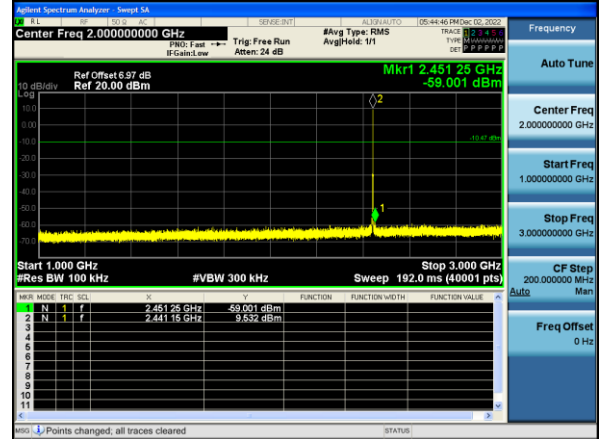 Agilent Spectrum Analyzer - Swept SA
RL RF 50 Ω AC SENSE:INT ALIGN AUTO 05:44:46 PM Dec 02, 2022
Center Freq 2.000000000 GHz
PNO: Fast
IFGain:Low
Trig: Free Run
Atten: 24 dB
#Avg Type: RMS
Avg|Hold: 1/1
TRACE 1 2 3 4 5 6
TYPE
DET P P P P P P
Frequency
Mkr1 2.451 25 GHz
-59.001 dBm
Ref Offset 6.97 dB
Ref 20.00 dBm
10 dB/div
Log
10.0
0.00
-10.0
-20.0
-30.0
-40.0
-50.0
-60.0
-70.0
2
-10.47 dBm
1
Start 1.000 GHz
Stop 3.000 GHz
#Res BW 100 kHz
#VBW 300 kHz
Sweep 192.0 ms (40001 pts)
MKR MODE TRC SCL X Y FUNCTION FUNCTION WIDTH FUNCTION VALUE
1 N 1 f 2.451 25 GHz -59.001 dBm
2 N 1 f 2.441 15 GHz 9.532 dBm
3
4
5
6
7
8
9
10
11
MSG Points changed; all traces cleared
STATUS
Auto Tune
Center Freq
2.000000000 GHz
Start Freq
1.000000000 GHz
Stop Freq
3.000000000 GHz
CF Step
200.000000 MHz
Auto Man
Freq Offset
0 Hz